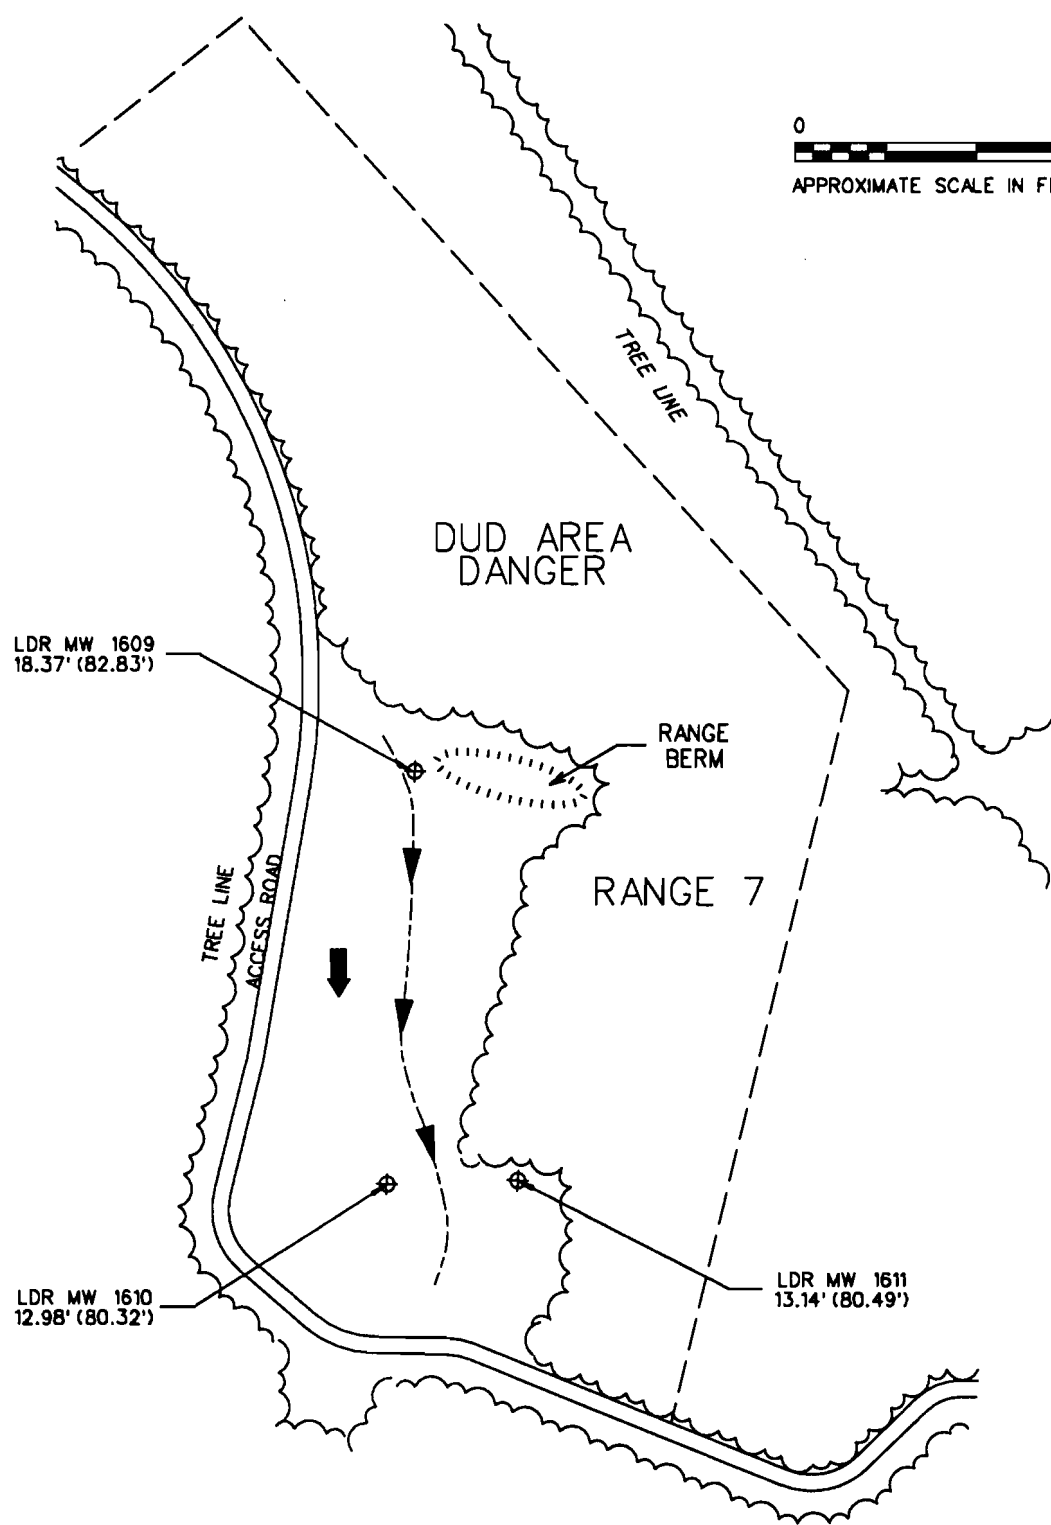 0
APPROXIMATE SCALE IN F
TREE LINE
DUD AREA
DANGER
LDR MW 1609
18.37' (82.83')
RANGE
BERM
RANGE 7
TREE LINE
ACCESS ROAD
LDR MW 1610
12.98' (80.32')
LDR MW 1611
13.14' (80.49')